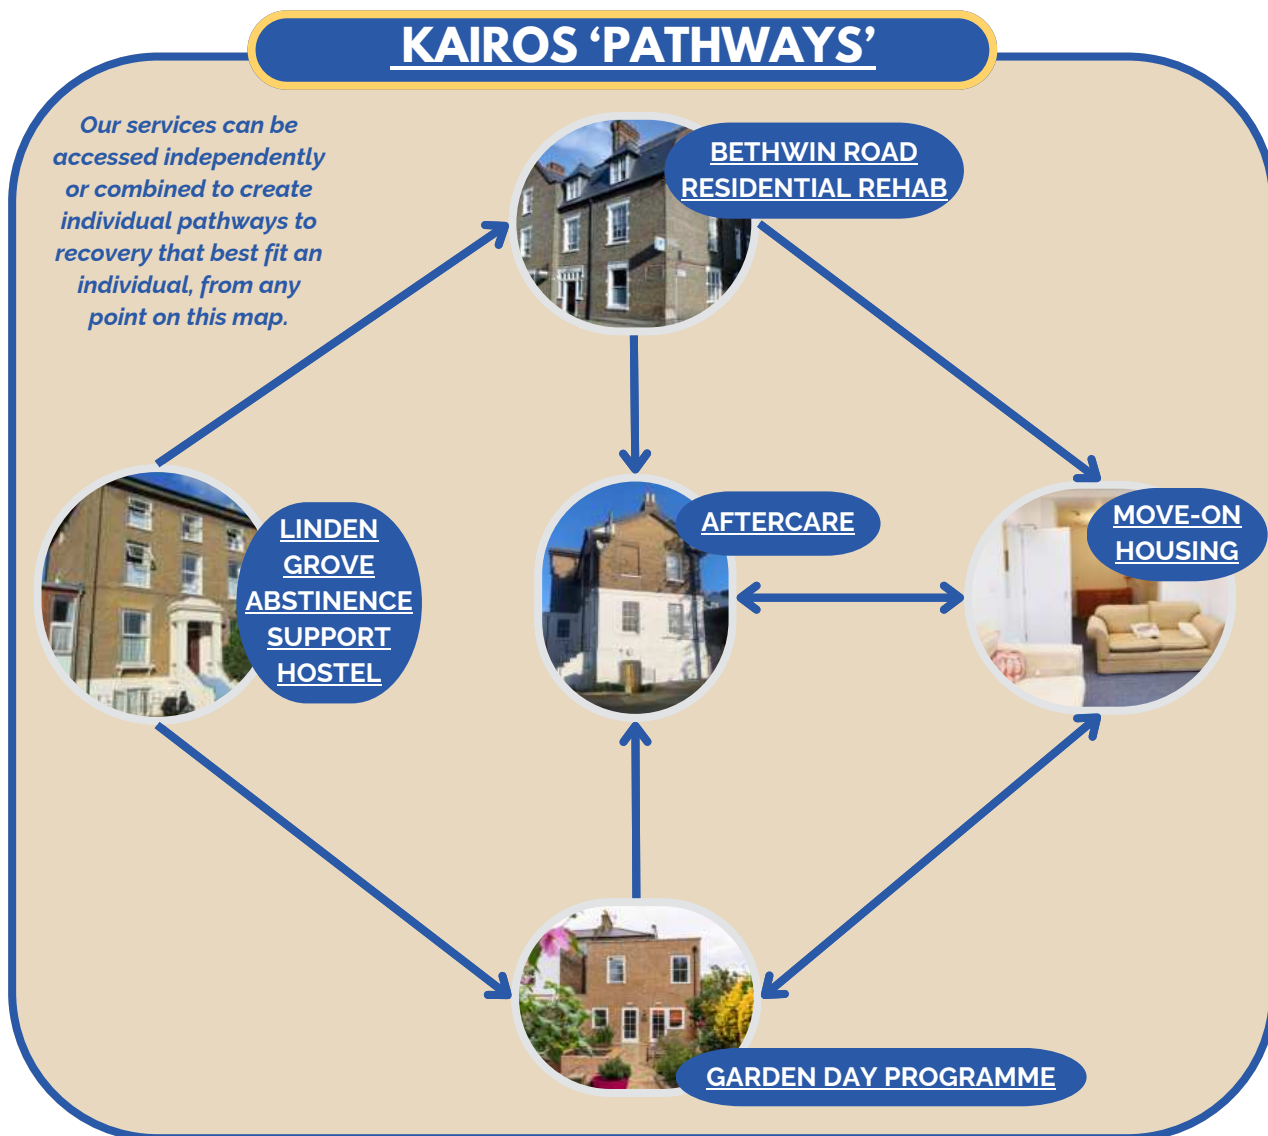 KAIROS ‘PATHWAYS’
Our services can be
accessed independently
or combined to create
individual pathways to
recovery that best fit an
individual, from any
point on this map.
BETHWIN ROAD
RESIDENTIAL REHAB
LINDEN
GROVE
ABSTINENCE
SUPPORT
HOSTEL
AFTERCARE
MOVE-ON
HOUSING
GARDEN DAY PROGRAMME